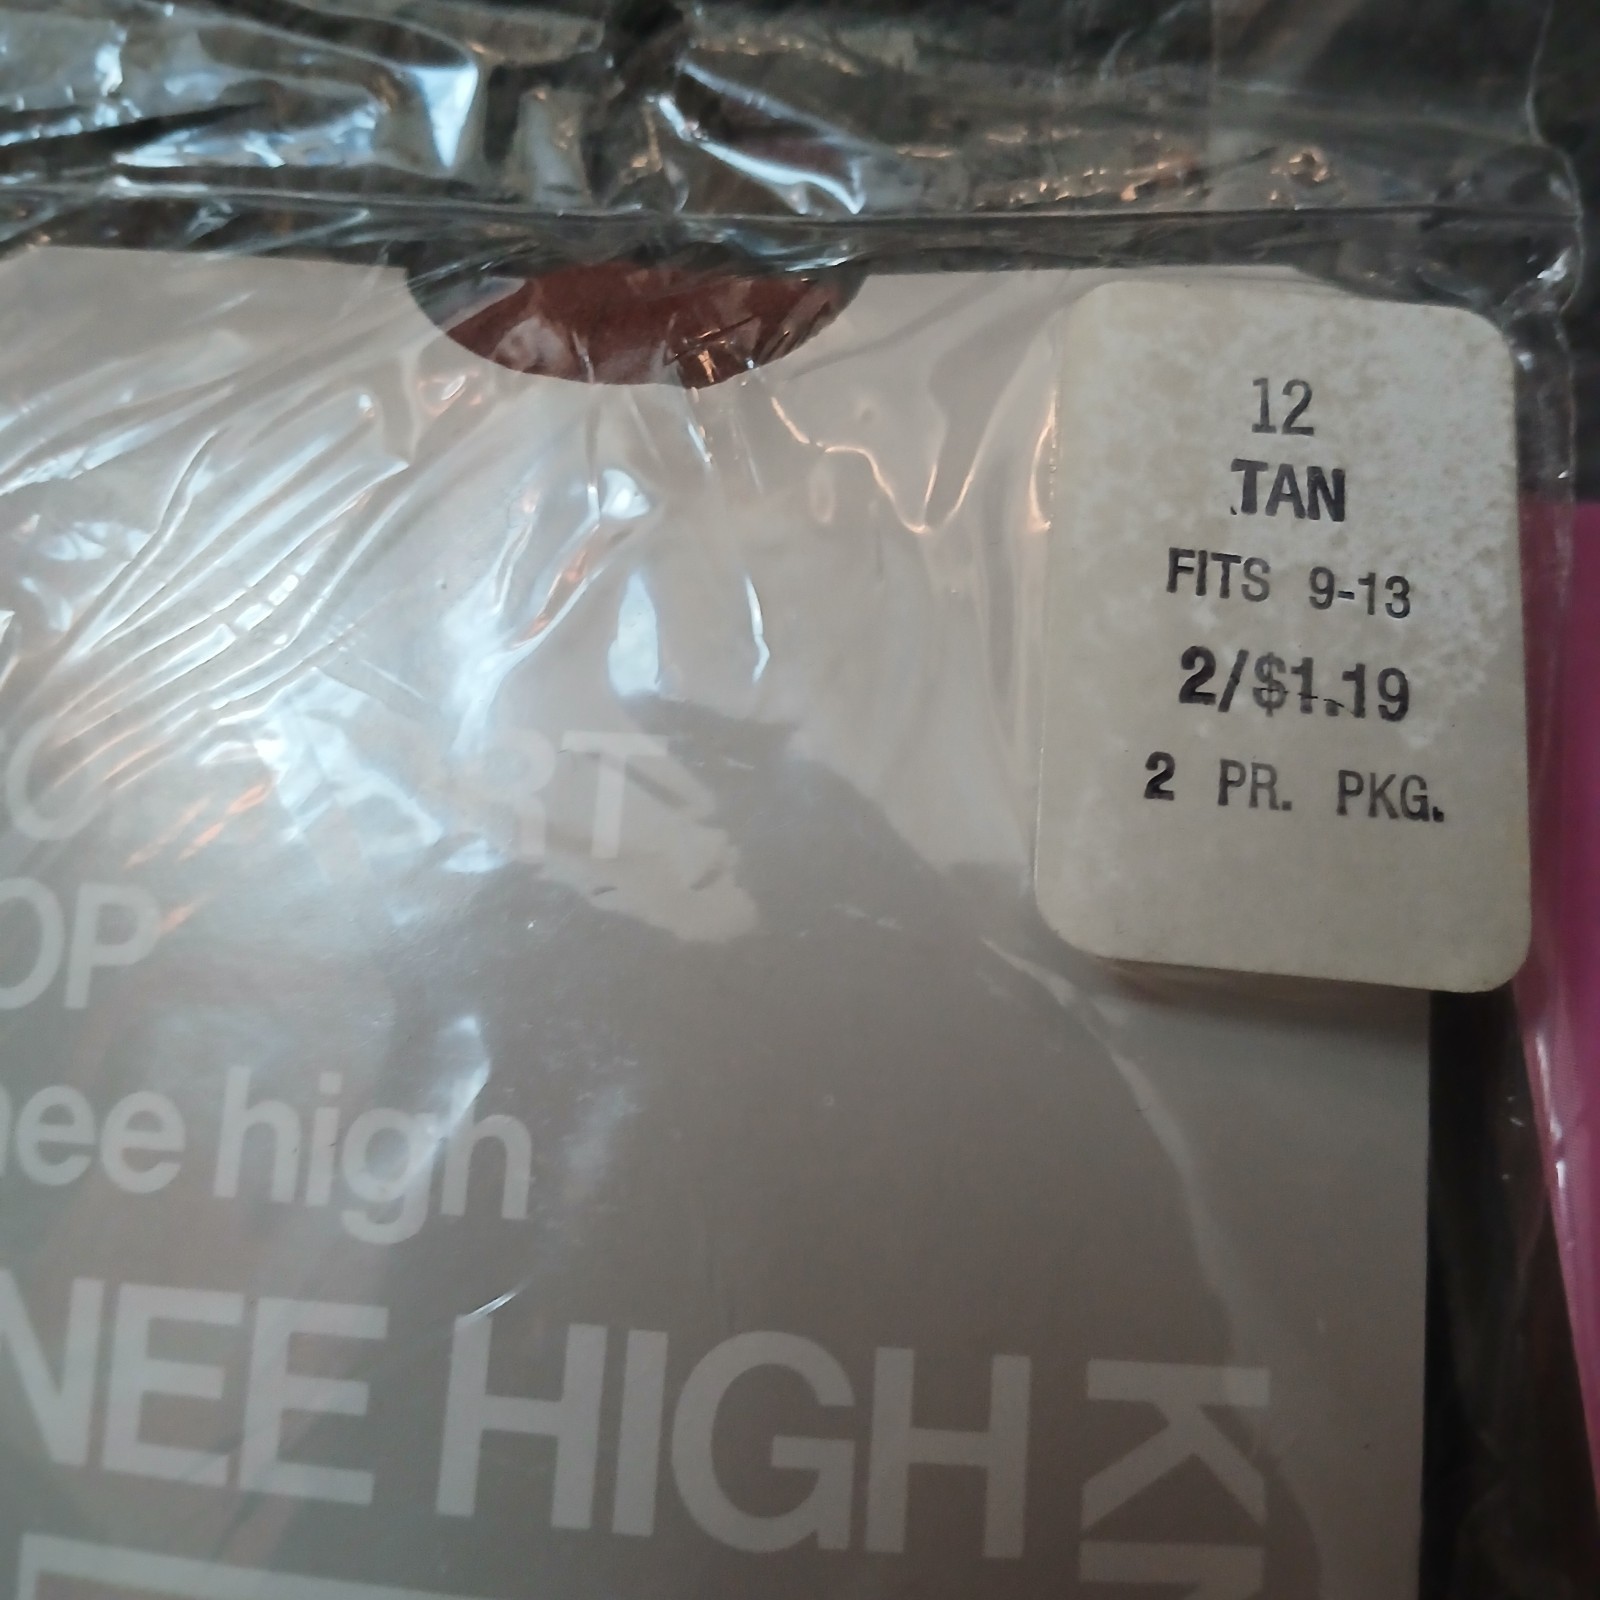 12
TAN
FITS 9-13
2/$1.19
2 PR. PKG.
OP
nee high
NEE HIGH